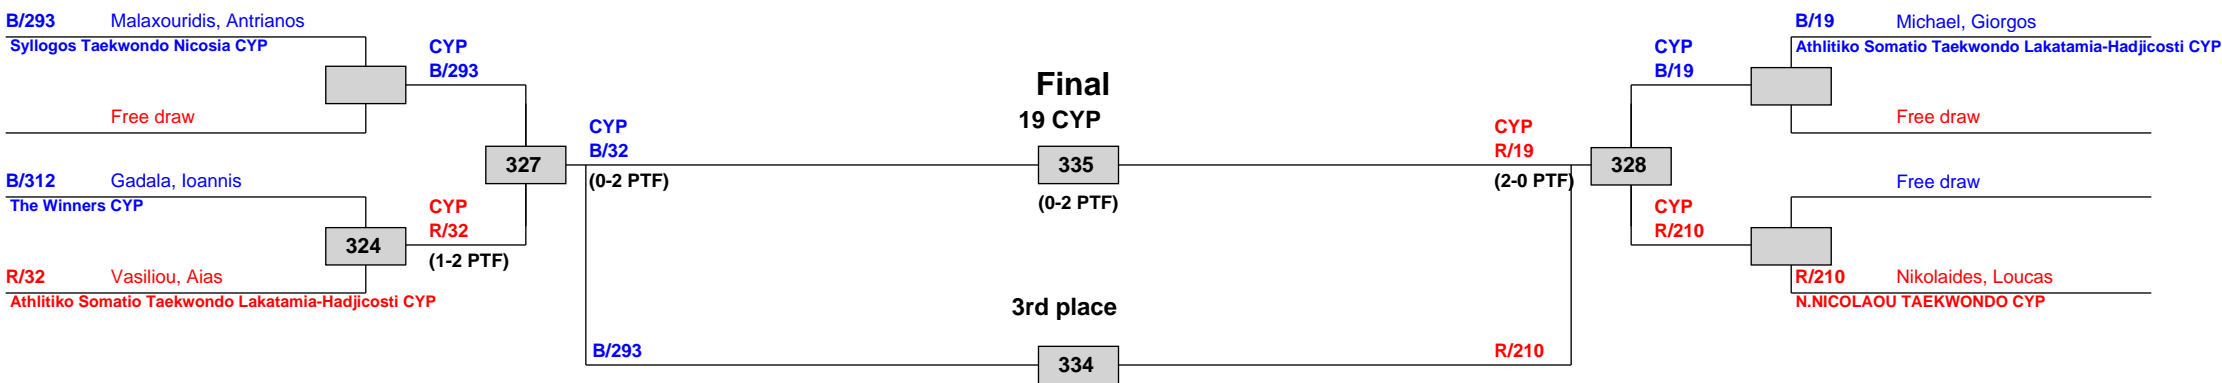 B/293 Malaxouridis, Antrianos
Syllogos Taekwondo Nicosia CYP
CYP
B/293
Free draw
B/312 Gadala, Ioannis
The Winners CYP
324
R/32 Vasiliou, Aias
Athlitiko Somatio Taekwondo Lakatamia-Hadjicosti CYP
CYP
R/32
(1-2 PTF)
327
CYP
B/32
(0-2 PTF)
Final
19 CYP
335
(0-2 PTF)
3rd place
B/293
334
R/210
CYP
R/19
(2-0 PTF)
328
CYP
B/19
CYP
R/210
B/19 Michael, Giorgos
Athlitiko Somatio Taekwondo Lakatamia-Hadjicosti CYP
Free draw
Free draw
R/210 Nikolaides, Loucas
N.NICOLAOU TAEKWONDO CYP